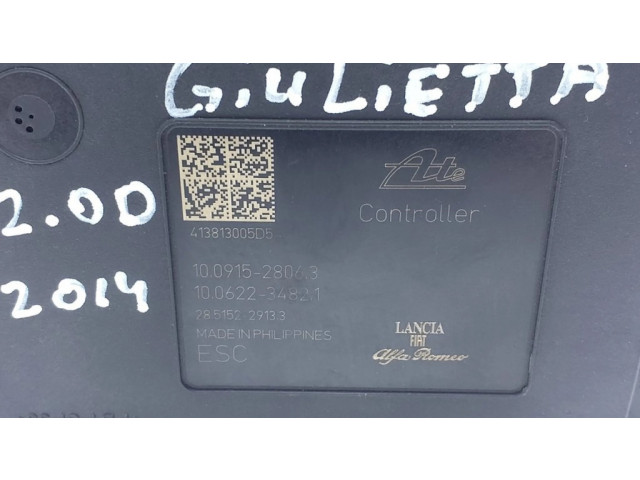 GiULiETTA
2.0D
2014
Ate
Controller
413813005D5
10.0915-2806.3
10.0622-3482.1
28.5152-2913.3
MADE IN PHILIPPINES
ESC
LANCIA
FIAT
Alfa Romeo